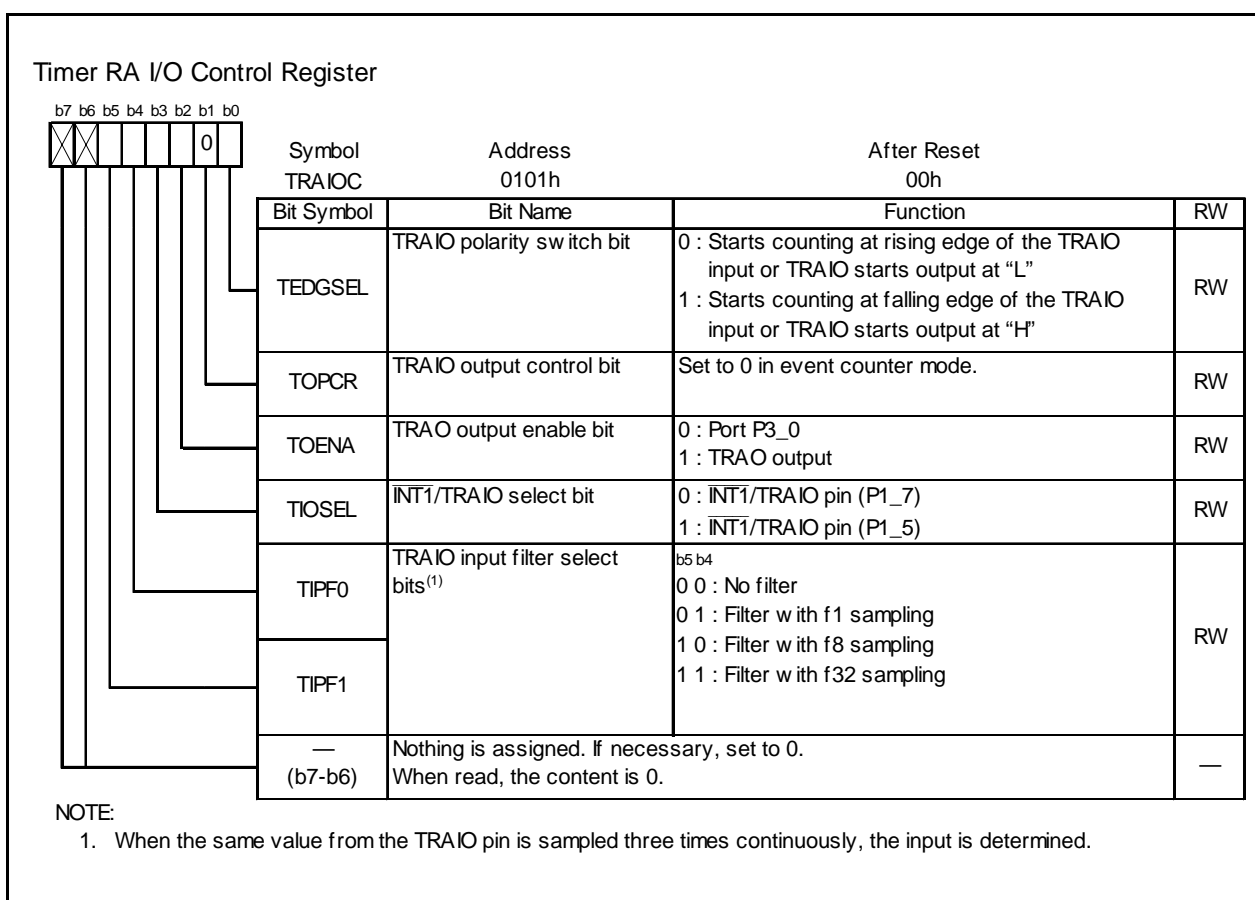 Timer RA I/O Control Register
b7 b6 b5 b4 b3 b2 b1 b0
0
Symbol Address After Reset
TRAIOC 0101h 00h
Bit Symbol Bit Name Function RW
TEDGSEL TRAIO polarity switch bit 0 : Starts counting at rising edge of the TRAIO
input or TRAIO starts output at “L”
1 : Starts counting at falling edge of the TRAIO
input or TRAIO starts output at “H”
RW
TOPCR TRAIO output control bit Set to 0 in event counter mode. RW
TOENA TRAO output enable bit 0 : Port P3_0
1 : TRAO output
RW
TIOSEL INT1/TRAIO select bit 0 : INT1/TRAIO pin (P1_7)
1 : INT1/TRAIO pin (P1_5)
RW
TIPF0 TRAIO input filter select
bits(1)
b5 b4
0 0 : No filter
0 1 : Filter with f1 sampling
1 0 : Filter with f8 sampling
1 1 : Filter with f32 sampling
RW
TIPF1
—
(b7-b6)
Nothing is assigned. If necessary, set to 0.
When read, the content is 0.
—
NOTE:
1. When the same value from the TRAIO pin is sampled three times continuously, the input is determined.